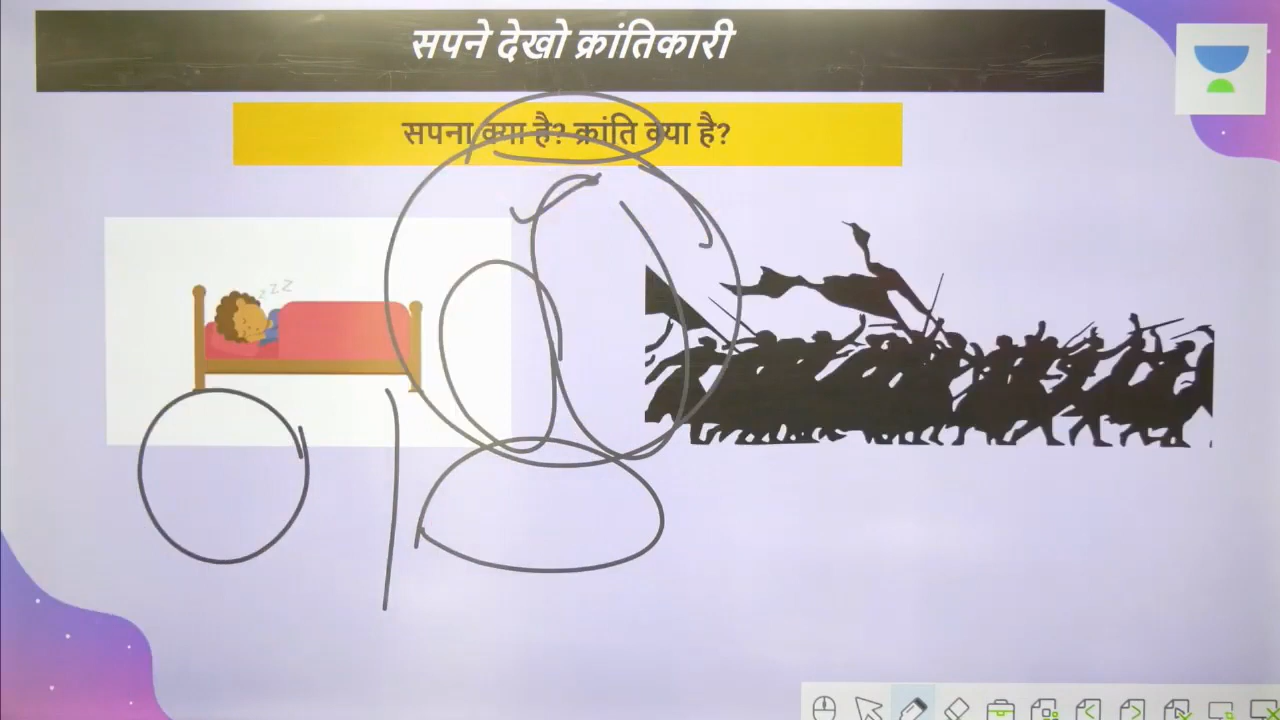 सपने देखो क्रांतिकारी
सपना क्या है? क्रांति क्या है?
z z Z